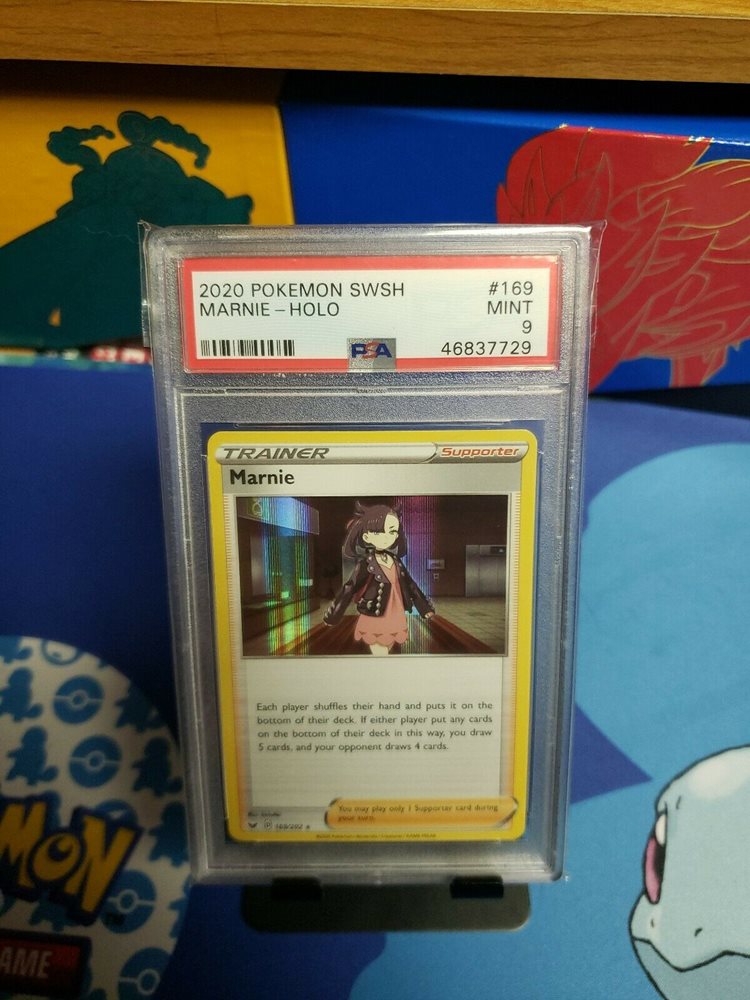 2020 POKEMON SWSH #169
MARNIE – HOLO MINT
9
PSA 46837729
TRAINER Supporter
Marnie
Each player shuffles their hand and puts it on the
bottom of their deck. If either player put any cards
on the bottom of their deck in this way, you draw
5 cards, and your opponent draws 4 cards.
You may play only 1 Supporter card during
your turn.
169/202
MON
AME